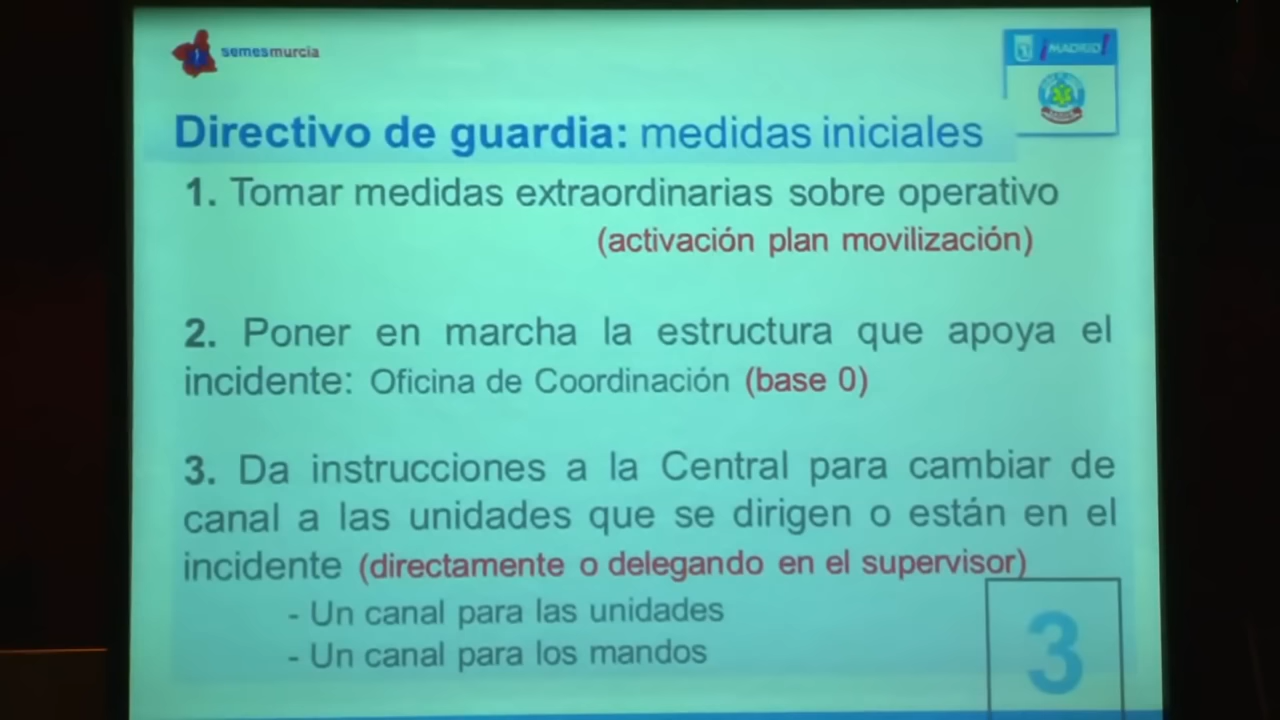 semesmurcia
¡MADRID!
Directivo de guardia: medidas iniciales
1. Tomar medidas extraordinarias sobre operativo
(activación plan movilización)
2. Poner en marcha la estructura que apoya el
incidente: Oficina de Coordinación (base 0)
3. Da instrucciones a la Central para cambiar de
canal a las unidades que se dirigen o están en el
incidente (directamente o delegando en el supervisor)
- Un canal para las unidades
- Un canal para los mandos
3